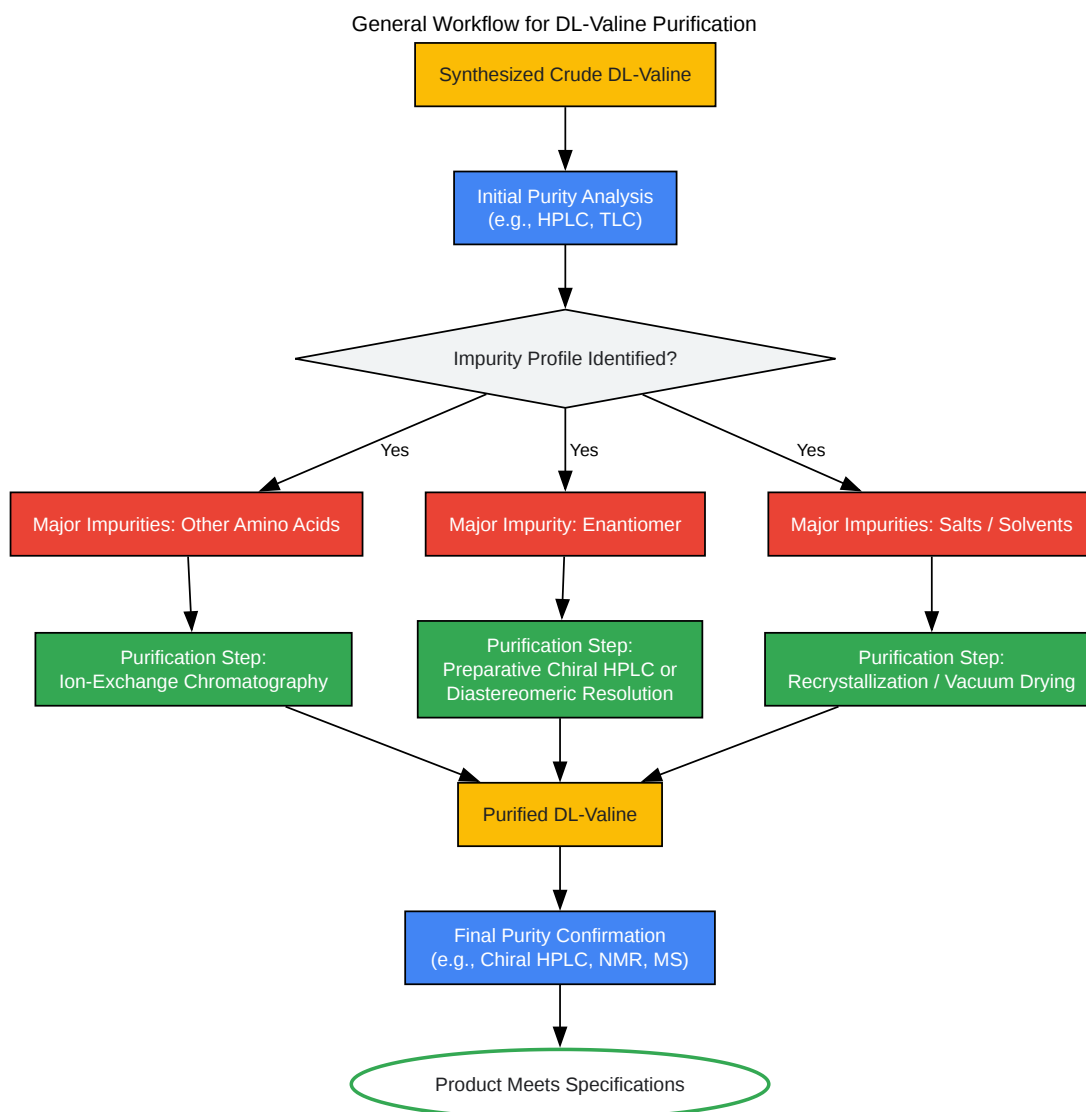 General Workflow for DL-Valine Purification
Synthesized Crude DL-Valine
Initial Purity Analysis
(e.g., HPLC, TLC)
Impurity Profile Identified?
Yes
Yes
Yes
Major Impurities: Other Amino Acids
Major Impurity: Enantiomer
Major Impurities: Salts / Solvents
Purification Step:
Ion-Exchange Chromatography
Purification Step:
Preparative Chiral HPLC or
Diastereomeric Resolution
Purification Step:
Recrystallization / Vacuum Drying
Purified DL-Valine
Final Purity Confirmation
(e.g., Chiral HPLC, NMR, MS)
Product Meets Specifications